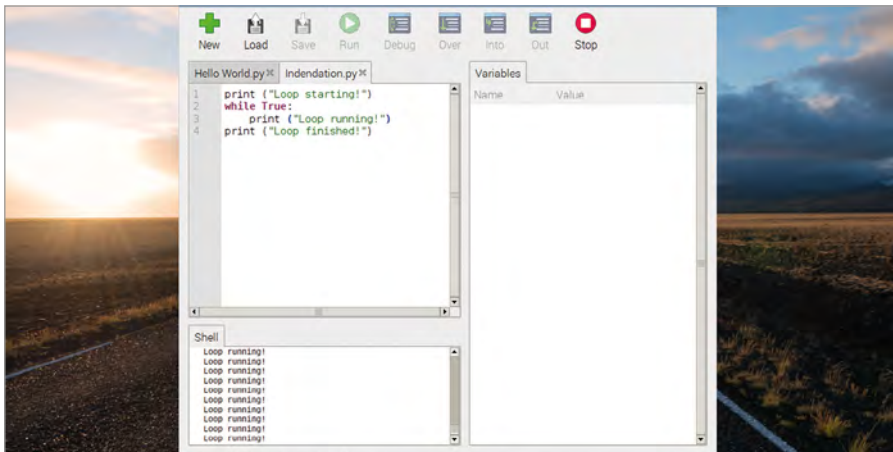 New Load Save Run Debug Over Into Out Stop
Hello World.py Indendation.py
1 print ("Loop starting!")
2 while True:
3 print ("Loop running!")
4 print ("Loop finished!")
Variables
Name Value
Shell
Loop running!
Loop running!
Loop running!
Loop running!
Loop running!
Loop running!
Loop running!
Loop running!
Loop running!
Loop running!